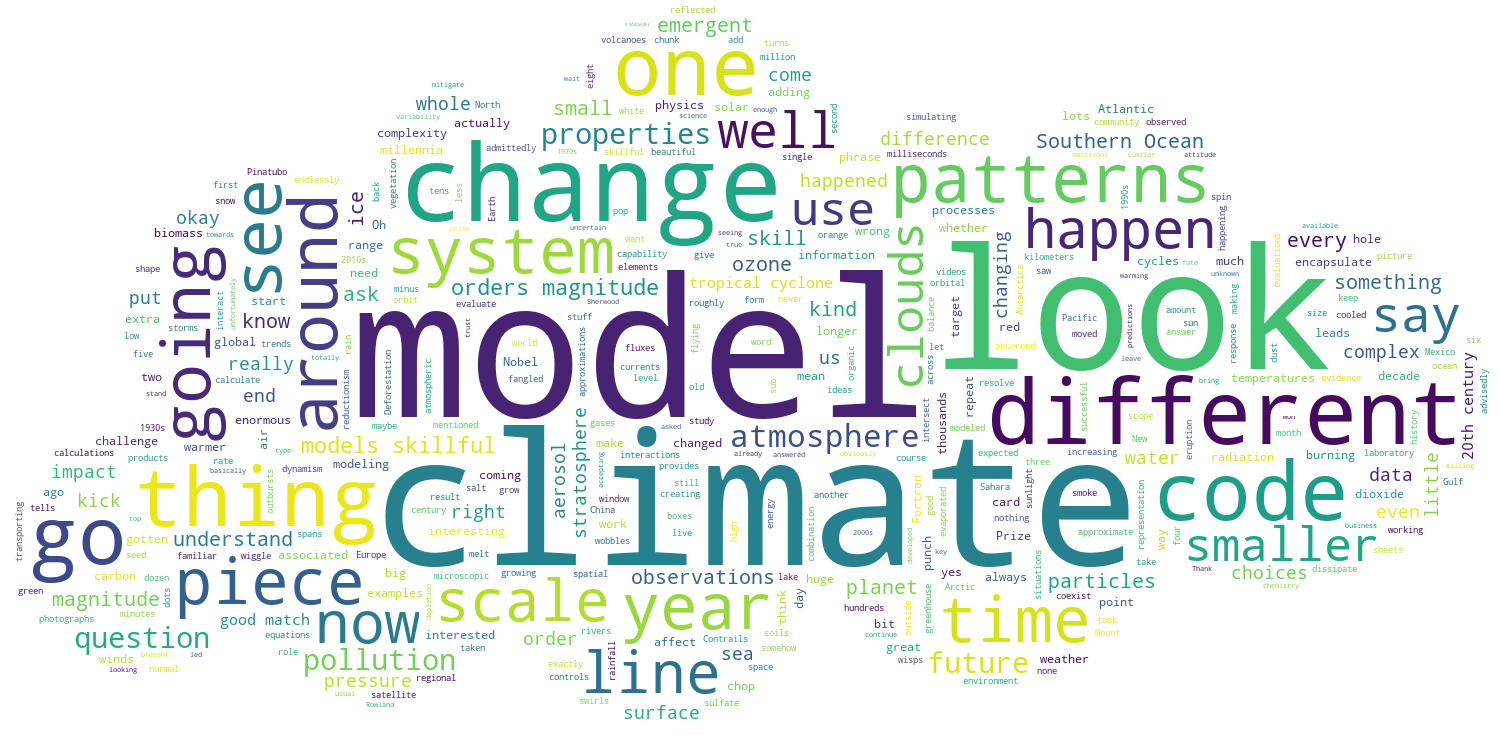 reflected
emergent
volcanoes chunk add turns
one
million
wait eight
come
adding
mitigate
whole North
small white physics solar
enough
science
second
lots Atlantic
community observed
variability
actually
complexity
properties
well
difference
simulating
Southern Ocean
millennia
admittedly
1970s skillful beautiful
single
phrase milliseconds
emissions similar attitude
Pinatubo
endlessly
vegetation
back
tens less
change
Earth
pop
uncertain
happened
patterns
1990s spin
first
snow
see
around
ice
Oh
use
processes
whether
happen
happening
available
okay
biomass
towards
range
2010s
noise
system
want
capability
seeing
true
give
skill
orange wrong
information
clouds
kilometers
cycles much
warming fate unknown
every hole
encapsulate
evaluations
picture
shape
going
put
extra
low
interact
unfortunately
need
ask
minus
orbit
elements
ozone
orders magnitude
evaluate
Sherwood
tropical cyclone
videos
orbital
balance
changing
Antarctica
look
something
keep
start
storms
know
global
five trends
really
rain
form
roughly
stuff
never
flying
kind
longer
target
saw
red
Pacific
moved
predictions
amount
sun
answer
making
response
size
dust
say
leads complex
totally
calculate
two
stand
end
enormous
reductionism
Deforestation
atmospheric
model
trust
world
Nobel
fangled
approximations
fluxes
currents
level
word
us
mean
ideas
old
sub
organic
let
across
absorbed
repeat
resolve
leave
bring
temperatures evidence
Mexico six
ocean
decade
advisedly
1930s
challenge
calculations
warmer
air
maybe
mentioned
models skillful
study
gases
asked
changed
already
atmosphere
intersect
thousands
modeled
scope
New
successful
different
won
month
history
20th century
products
basically
impact
rate
type
dynamism
modeling
make
interactions
answered
obviously
provides
course
expected three
increasing
water
radiation
eruption
laboratory
burning data
willing
Gulf
ago
kick
thing
outbursts
coming
salt grow
aerosol
stratosphere
accepting
still
creating
window another
Sahara
card
smoke
sunlight
code
dioxide
even
little
transporting
tells
top
gotten
seed spans
familiar wiggle
result
century
right
interesting
climate
China
boxes
work
live
high
energy
combination
2000s
Fortran
good
evaporated
developed
nothing
Prize
approximate
representation
way
four
working
business sheets
go
understand
associated
Europe
melt
wobbles
key
punch
yes
take
smaller
Thank
dissipate
chemistry
green
carbon
dozen
piece
big
examples
microscopic
growing
spatial
depletion
observations
lake
huge
planet
Arctic
greenhouse
always
situations
particles
coexist
choices
magnitude
dots
photographs
minutes
now
good match
scale
year
day
think
hundreds
outside
bit
time
point
took
Mount
question
equations
interested
order
rivers
affect
Contrails
soils
somehow
great
weather
none
winds
looking
present
normal
led
role
taken
pollution
usual
pressure
Rowland
regional
satellite
exactly
controls
line
rainfall
sea
space
chop
continue
wisps
future
environment
warmer
swirls sulfate
surface